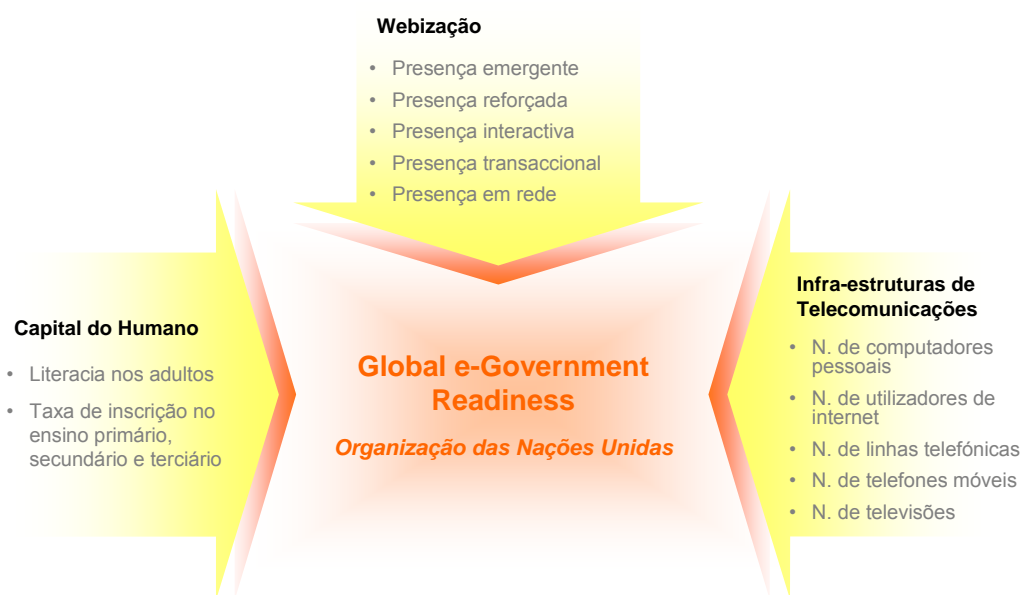 Webização
• Presença emergente
• Presença reforçada
• Presença interactiva
• Presença transaccional
• Presença em rede
Capital do Humano
• Literacia nos adultos
• Taxa de inscrição no
ensino primário,
secundário e terciário
Global e-Government
Readiness
Organização das Nações Unidas
Infra-estruturas de
Telecomunicações
• N. de computadores
pessoais
• N. de utilizadores de
internet
• N. de linhas telefónicas
• N. de telefones móveis
• N. de televisões